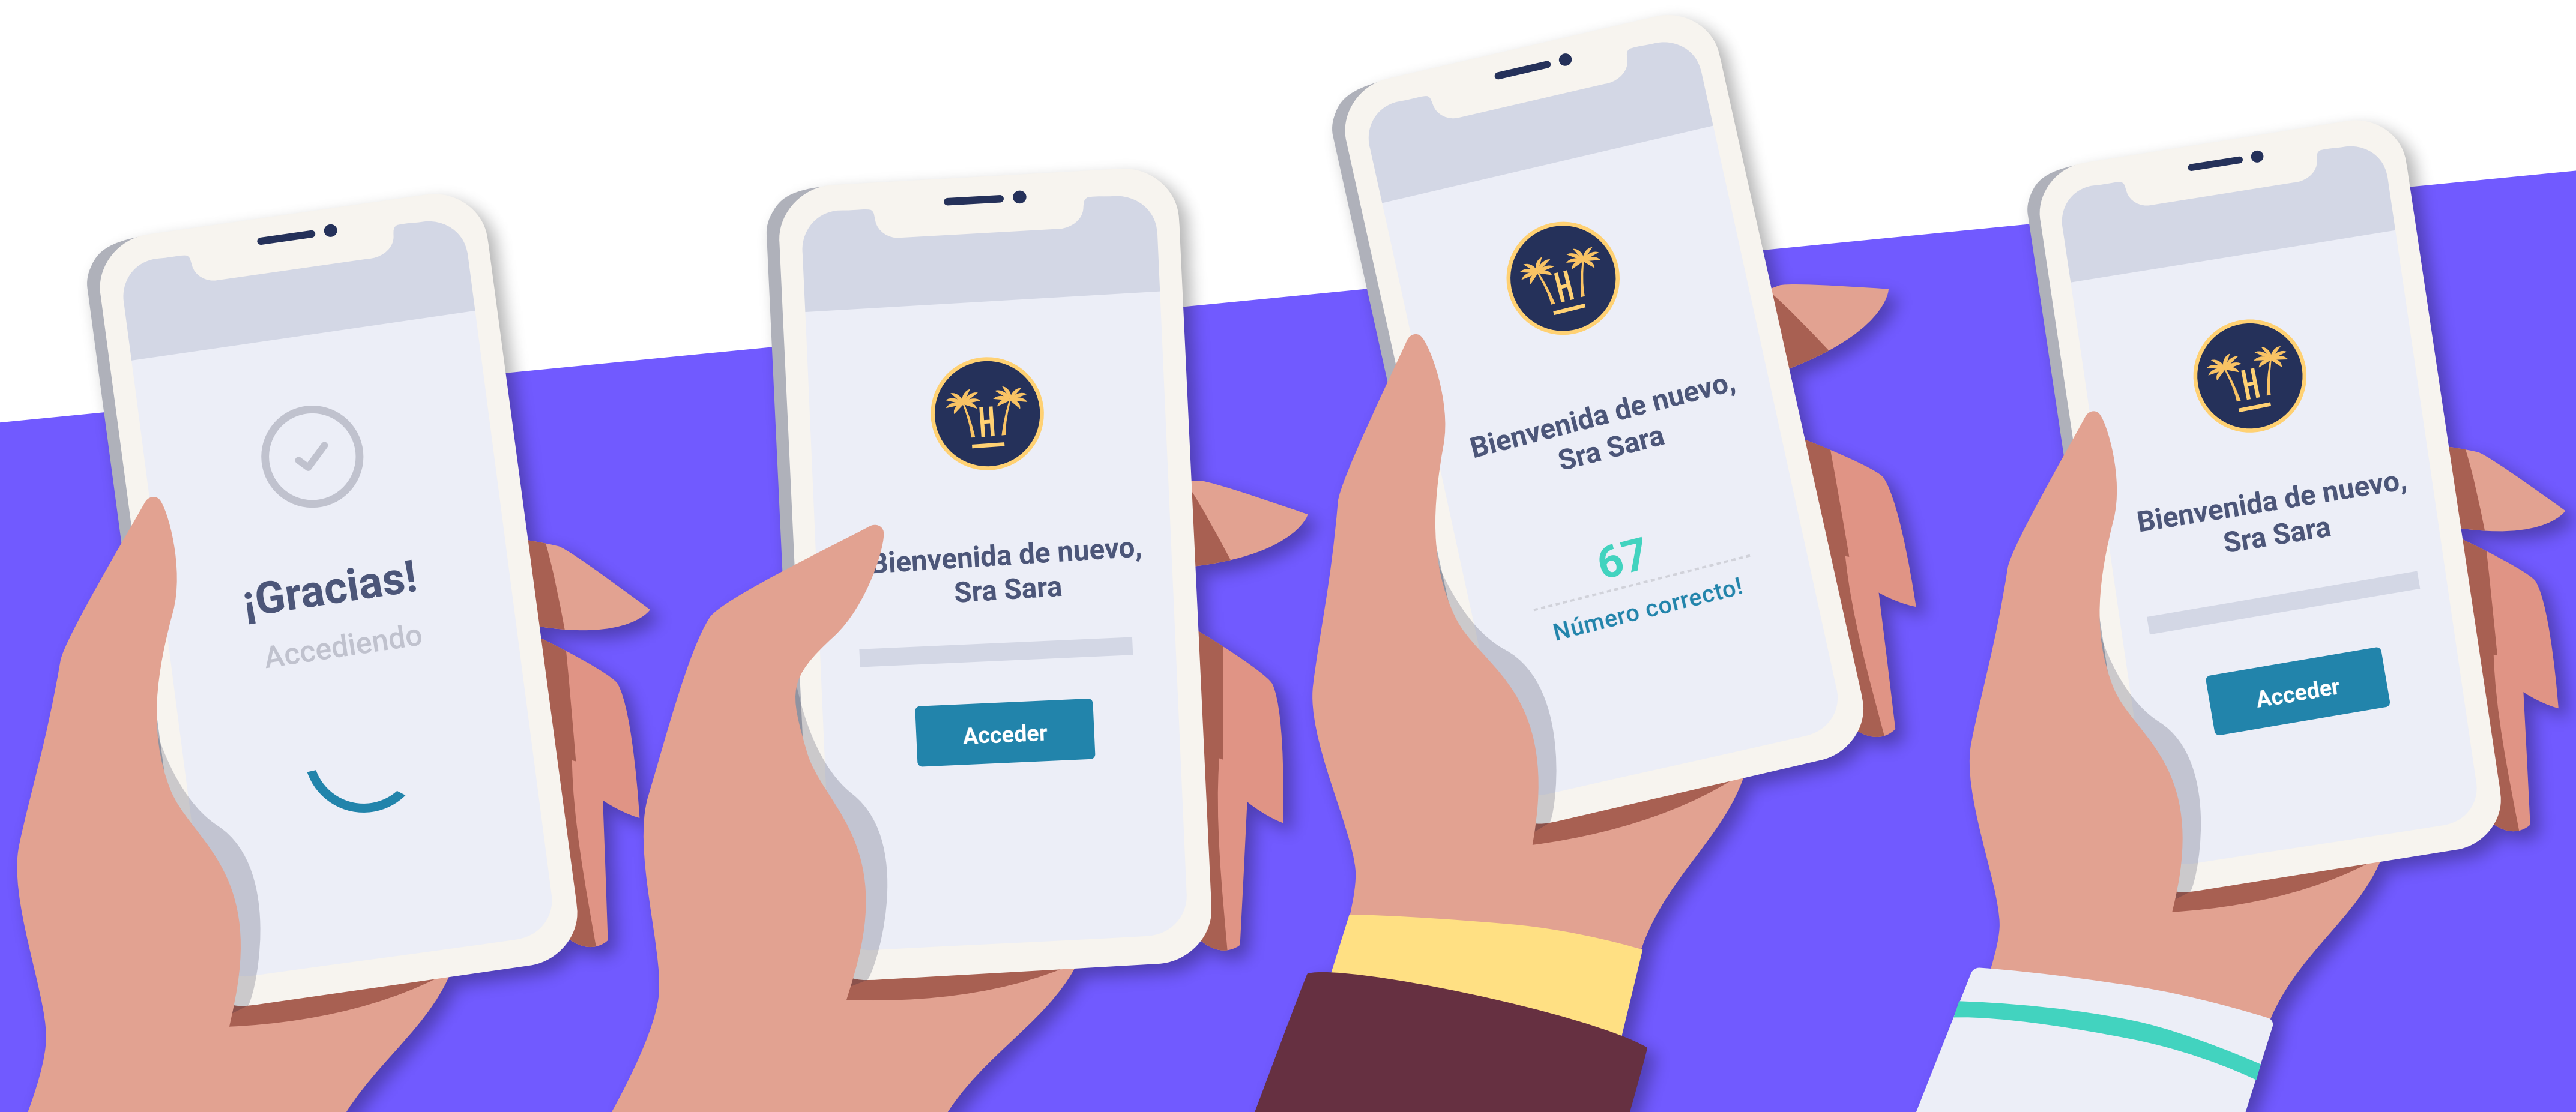 ¡Gracias!
Accediendo
H
Bienvenida de nuevo,
Sra Sara
Acceder
H
Bienvenida de nuevo,
Sra Sara
67
Número correcto!
H
Bienvenida de nuevo,
Sra Sara
Acceder